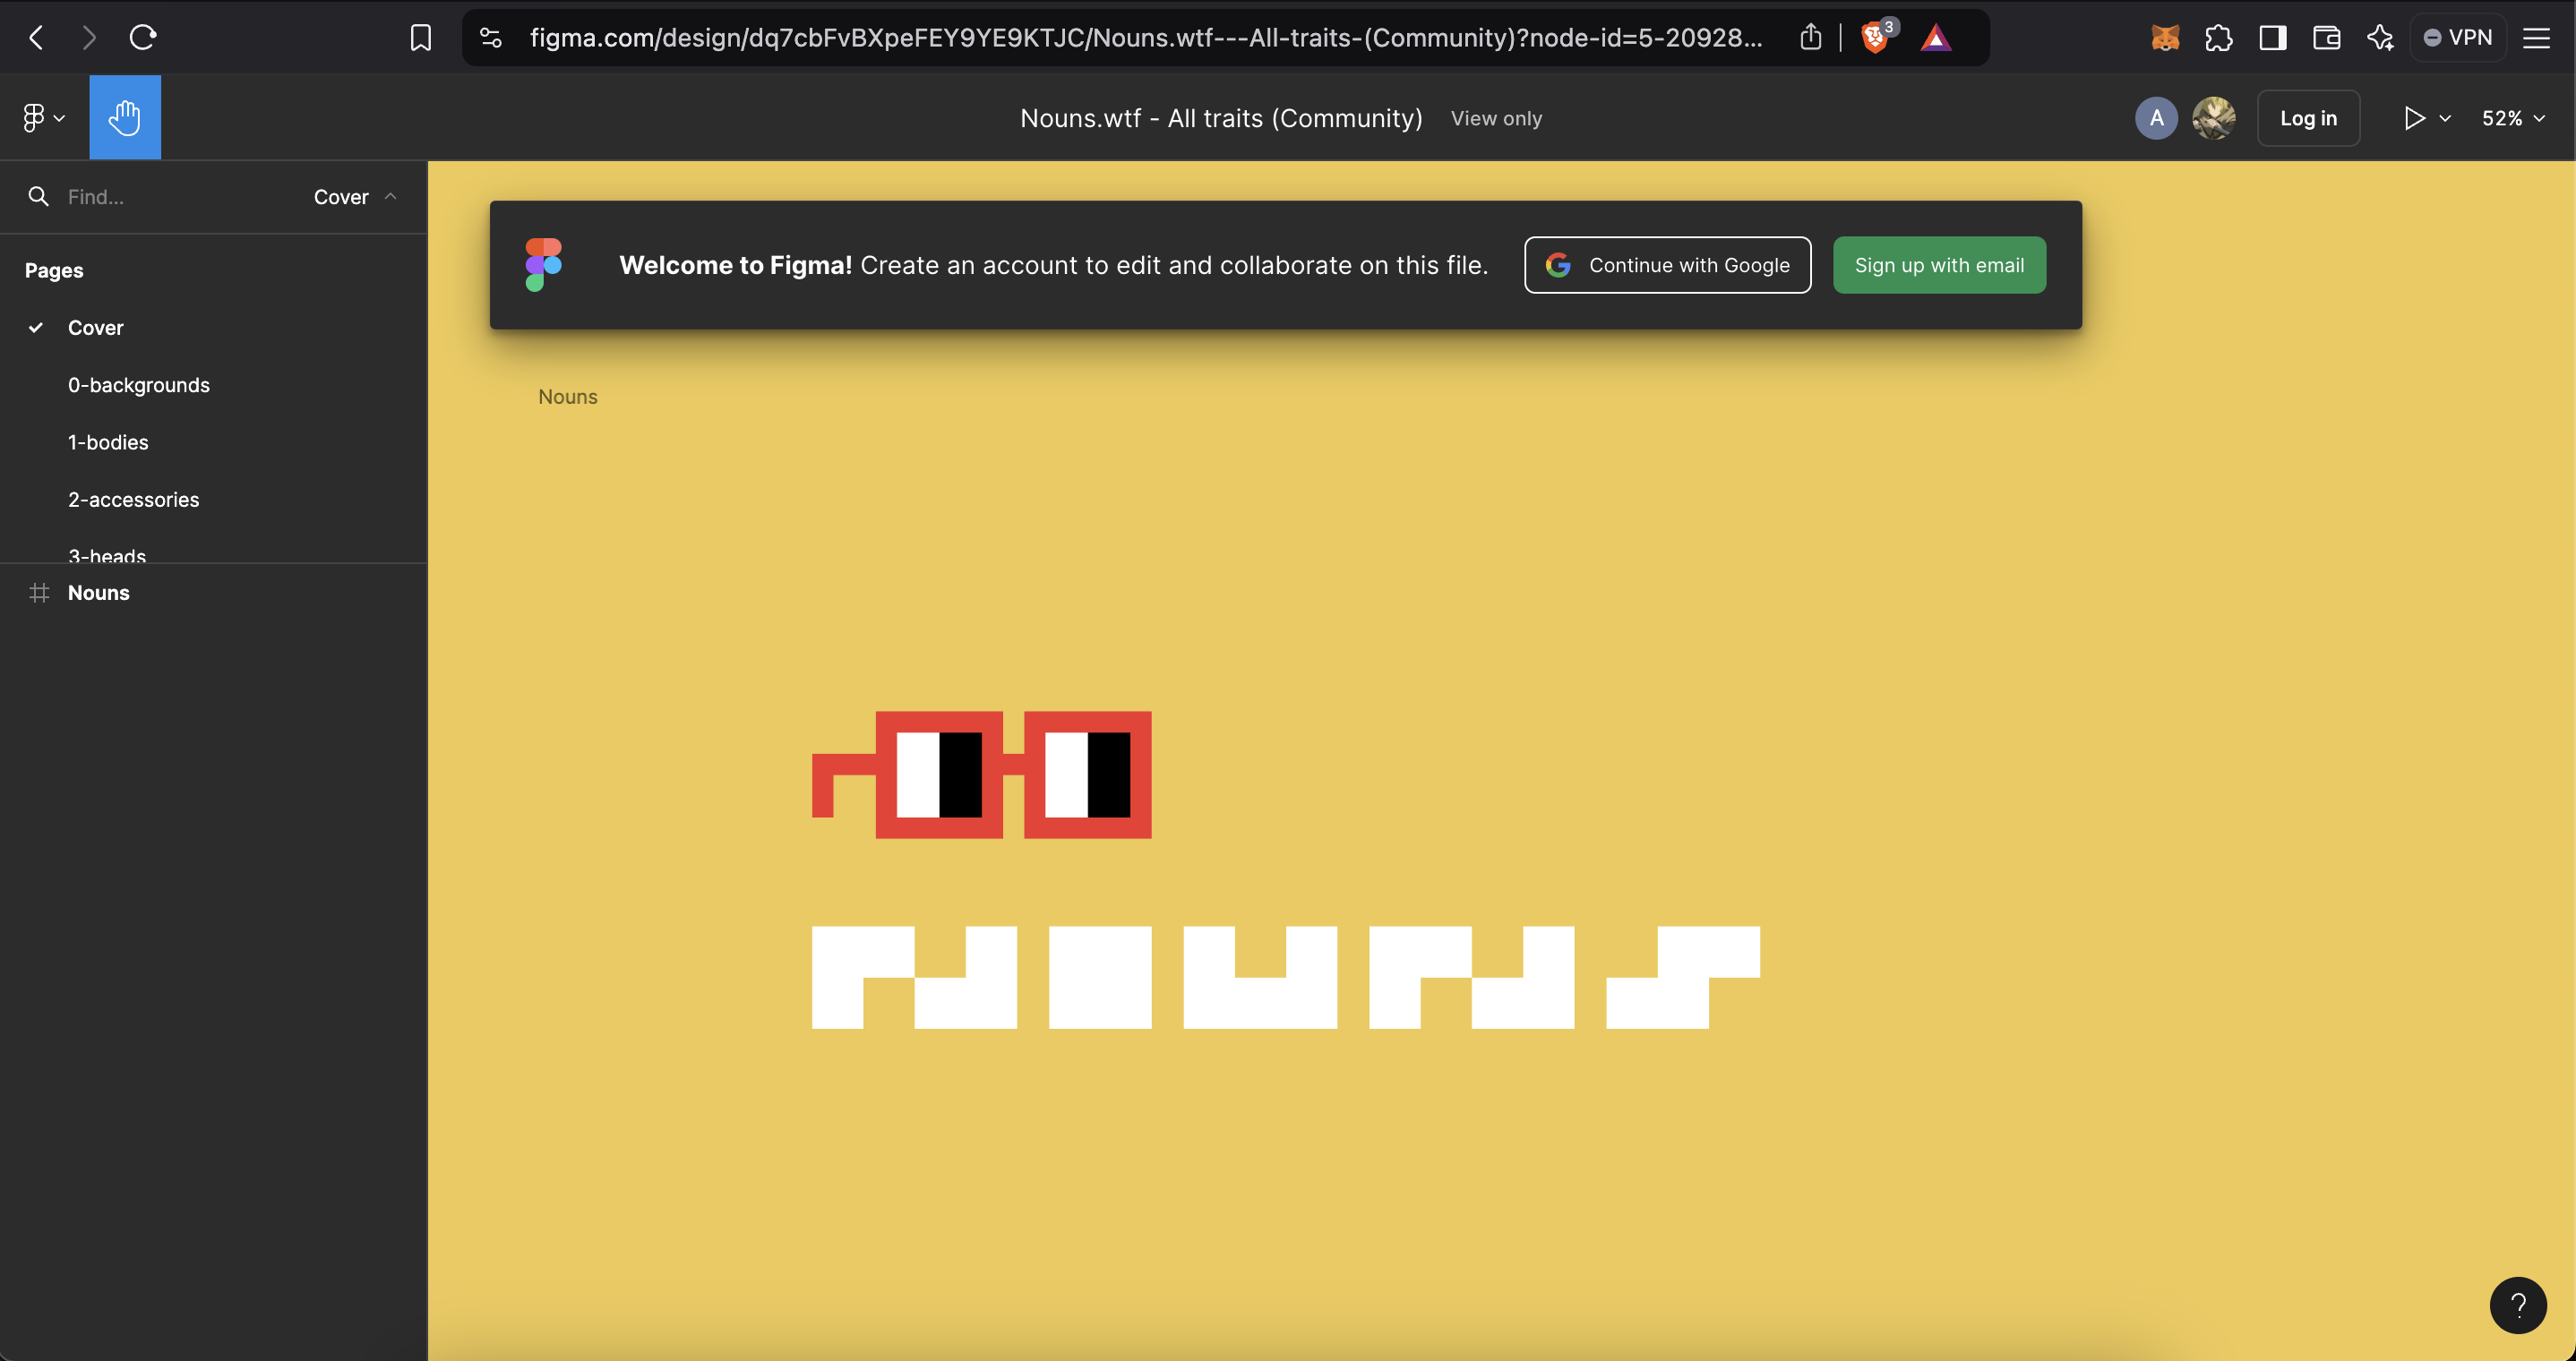 figma.com/design/dq7cbFvBXpeFEY9YE9KTJC/Nouns.wtf---All-traits-(Community)?node-id=5-20928...
3
VPN
Nouns.wtf - All traits (Community) View only
A
Log in
52%
Find...
Cover
Welcome to Figma! Create an account to edit and collaborate on this file.
Continue with Google
Sign up with email
Pages
Cover
0-backgrounds
1-bodies
2-accessories
3-heads
Nouns
Nouns
NOUNS
?